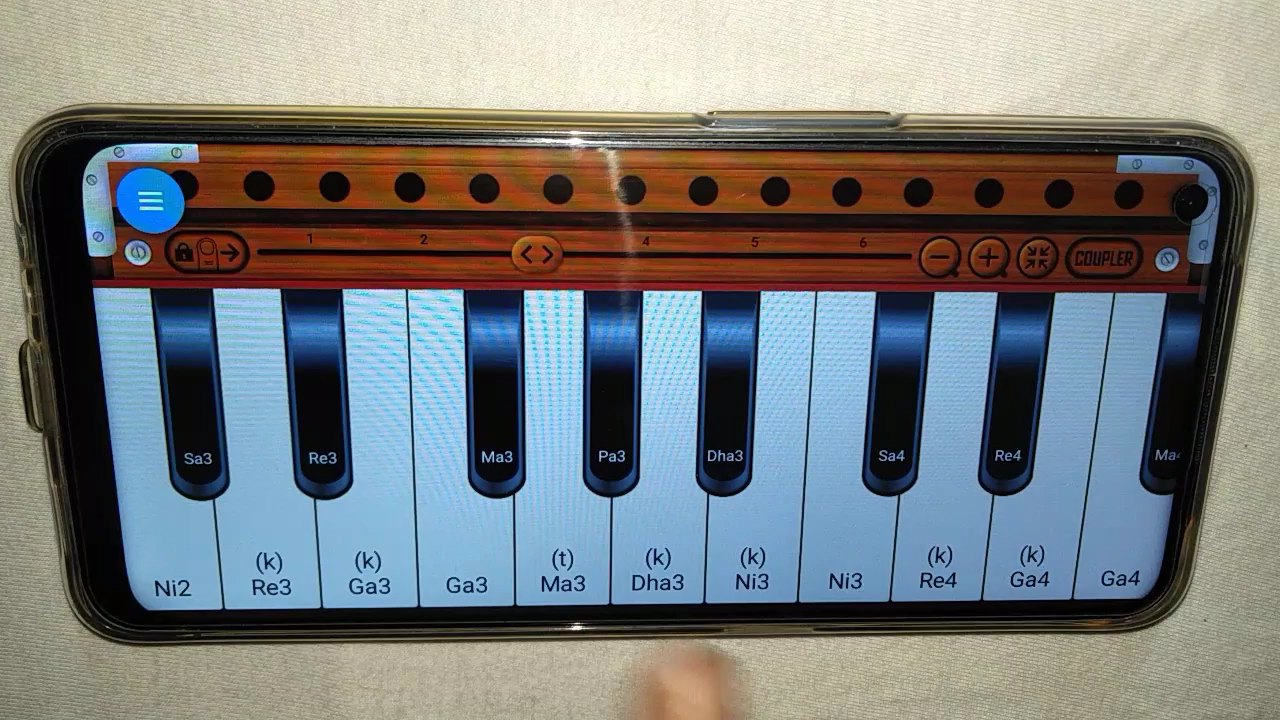 1 2 4 5 6
COUPLER
Sa3 Re3 Ma3 Pa3 Dha3 Sa4 Re4
(k) (k) (t) (k) (k) (k) (k)
Ni2 Re3 Ga3 Ga3 Ma3 Dha3 Ni3 Ni3 Re4 Ga4 Ga4